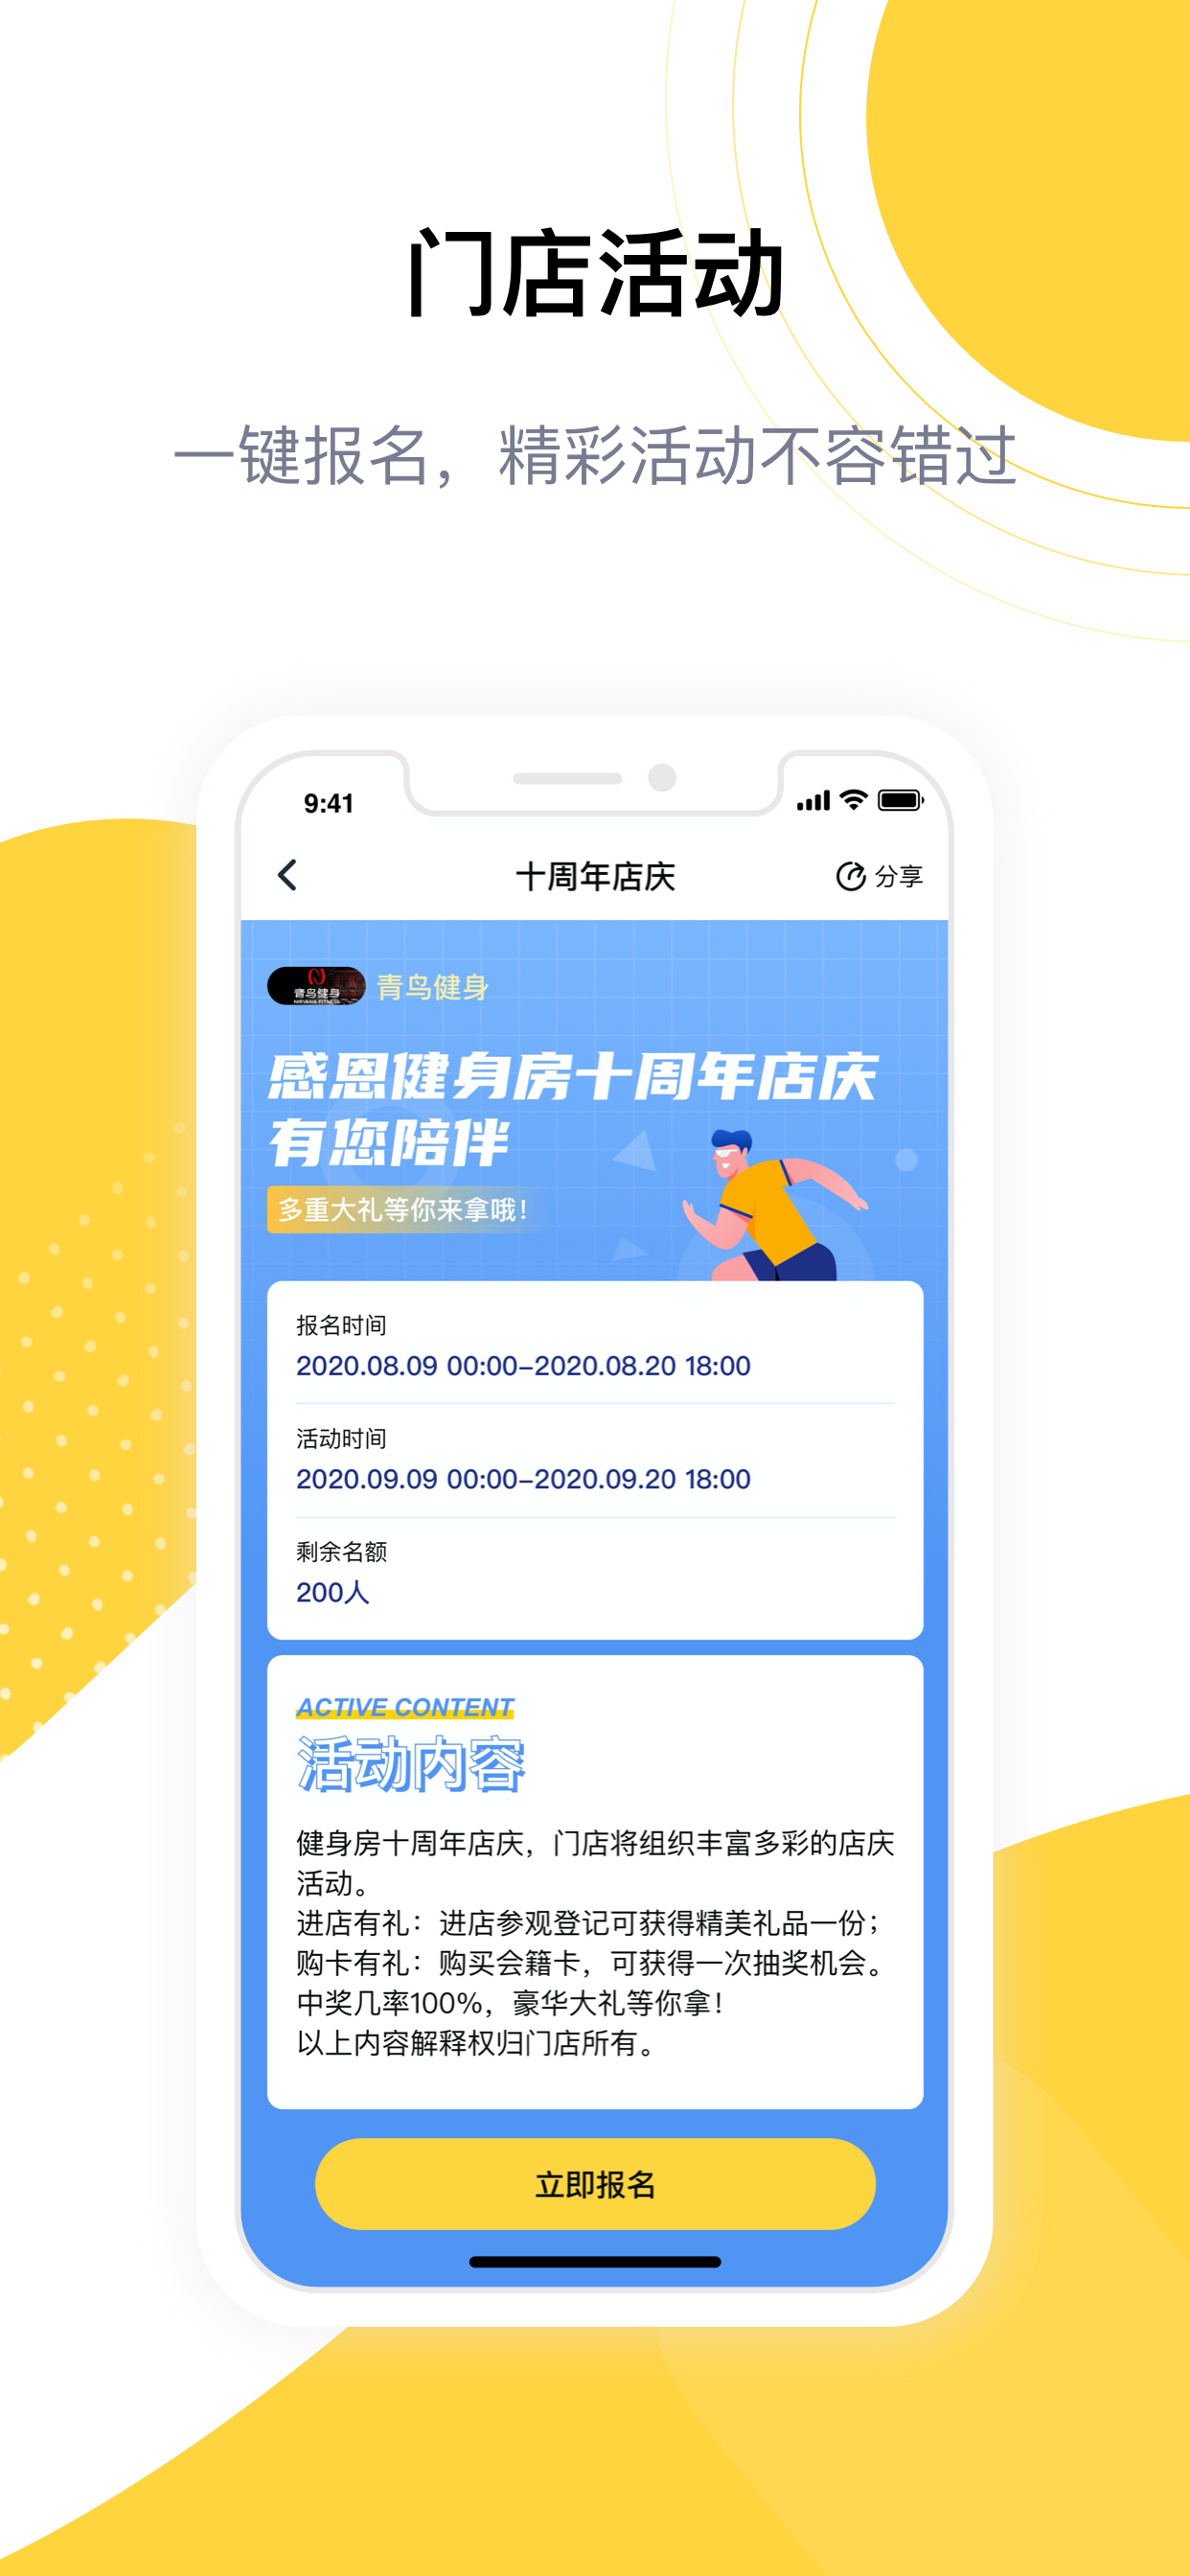 门店活动
一键报名，精彩活动不容错过
9:41
十周年店庆
分享
青鸟健身
NIRVANA FITNESS
青鸟健身
感恩健身房十周年店庆
有您陪伴
多重大礼等你来拿哦！
报名时间
2020.08.09 00:00-2020.08.20 18:00
活动时间
2020.09.09 00:00-2020.09.20 18:00
剩余名额
200人
ACTIVE CONTENT
活动内容
健身房十周年店庆，门店将组织丰富多彩的店庆
活动。
进店有礼：进店参观登记可获得精美礼品一份；
购卡有礼：购买会籍卡，可获得一次抽奖机会。
中奖几率100%，豪华大礼等你拿！
以上内容解释权归门店所有。
立即报名